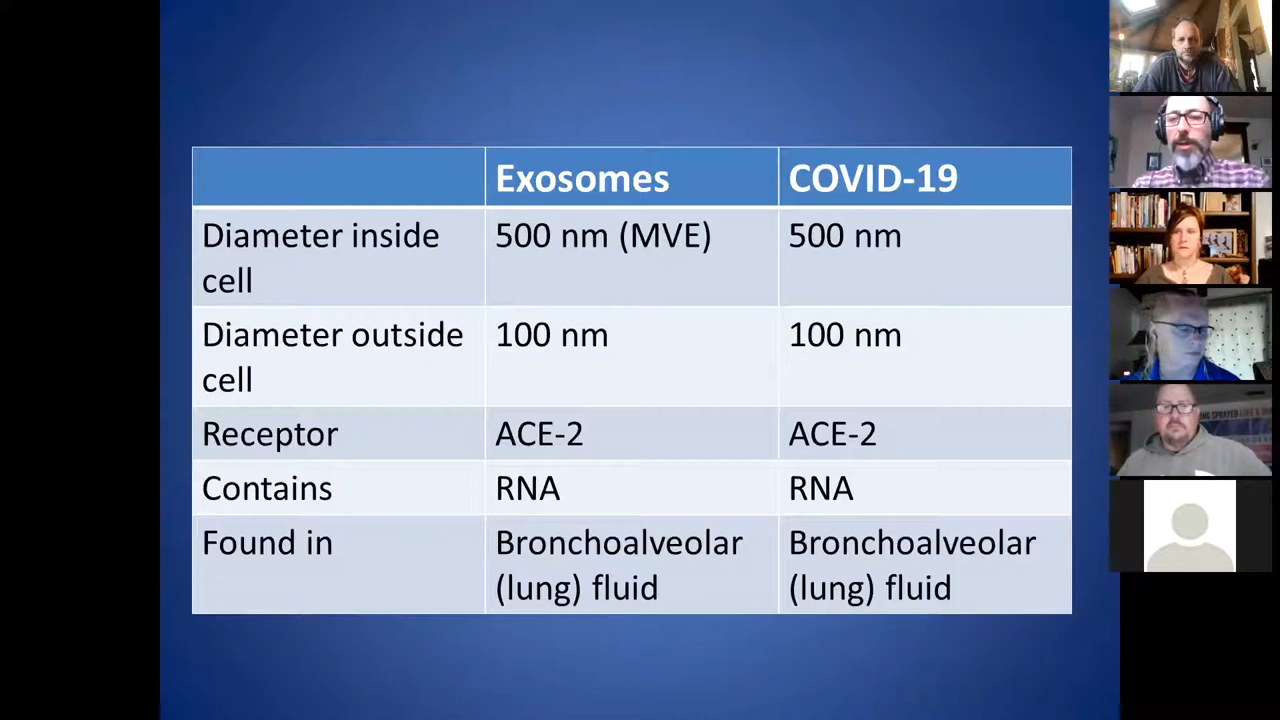 Exosomes
COVID-19
Diameter inside
cell
500 nm (MVE)
500 nm
Diameter outside
cell
100 nm
100 nm
Receptor
ACE-2
ACE-2
Contains
RNA
RNA
Found in
Bronchoalveolar
(lung) fluid
Bronchoalveolar
(lung) fluid